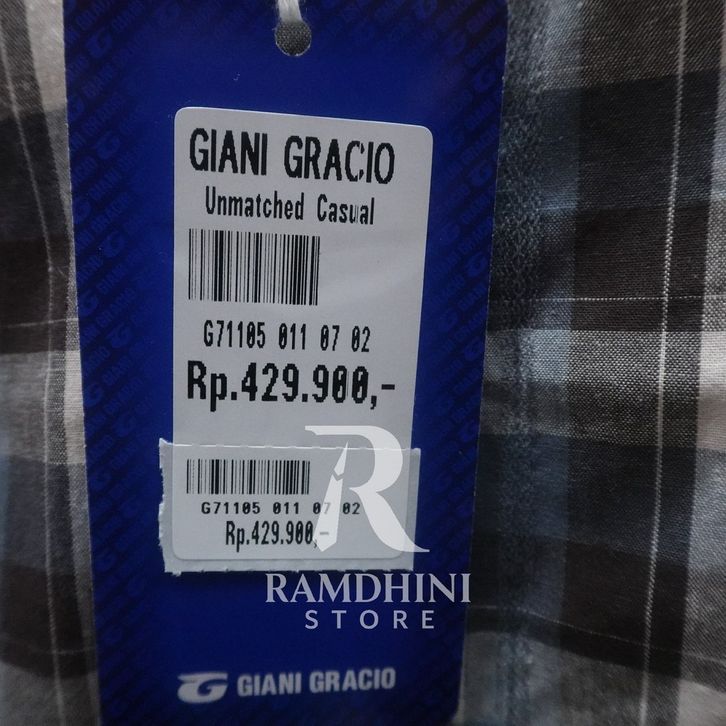 GIANI GRACIO
Unmatched Casual
G71105 011 07 02
Rp.429.900,-
G71105 011 07 02
Rp.429.900,-
R
RAMDHINI
STORE
GIANI GRACIO